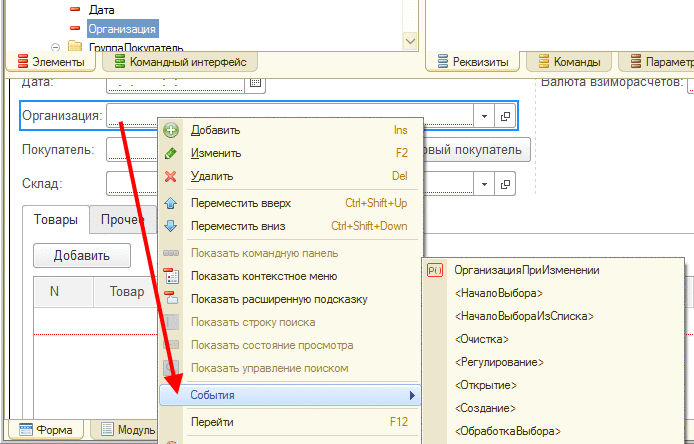 Дата
Организация
ГруппаПокупатель
Элементы
Командный интерфейс
Реквизиты
Команды
Параметр
Дата:
. . : :
Валюта взиморасчетов:
Организация:
Покупатель:
овый покупатель
Склад:
Товары
Прочее
Добавить
N
Товар
Добавить Ins
Изменить F2
Удалить Del
Переместить вверх Ctrl+Shift+Up
Переместить вниз Ctrl+Shift+Down
Показать командную панель
Показать контекстное меню
Показать расширенную подсказку
Показать строку поиска
Показать состояние просмотра
Показать управление поиском
События
Перейти F12
P()
ОрганизацияПриИзменении
<НачалоВыбора>
<НачалоВыбораИзСписка>
<Очистка>
<Регулирование>
<Открытие>
<Создание>
<ОбработкаВыбора>
Форма
Модуль